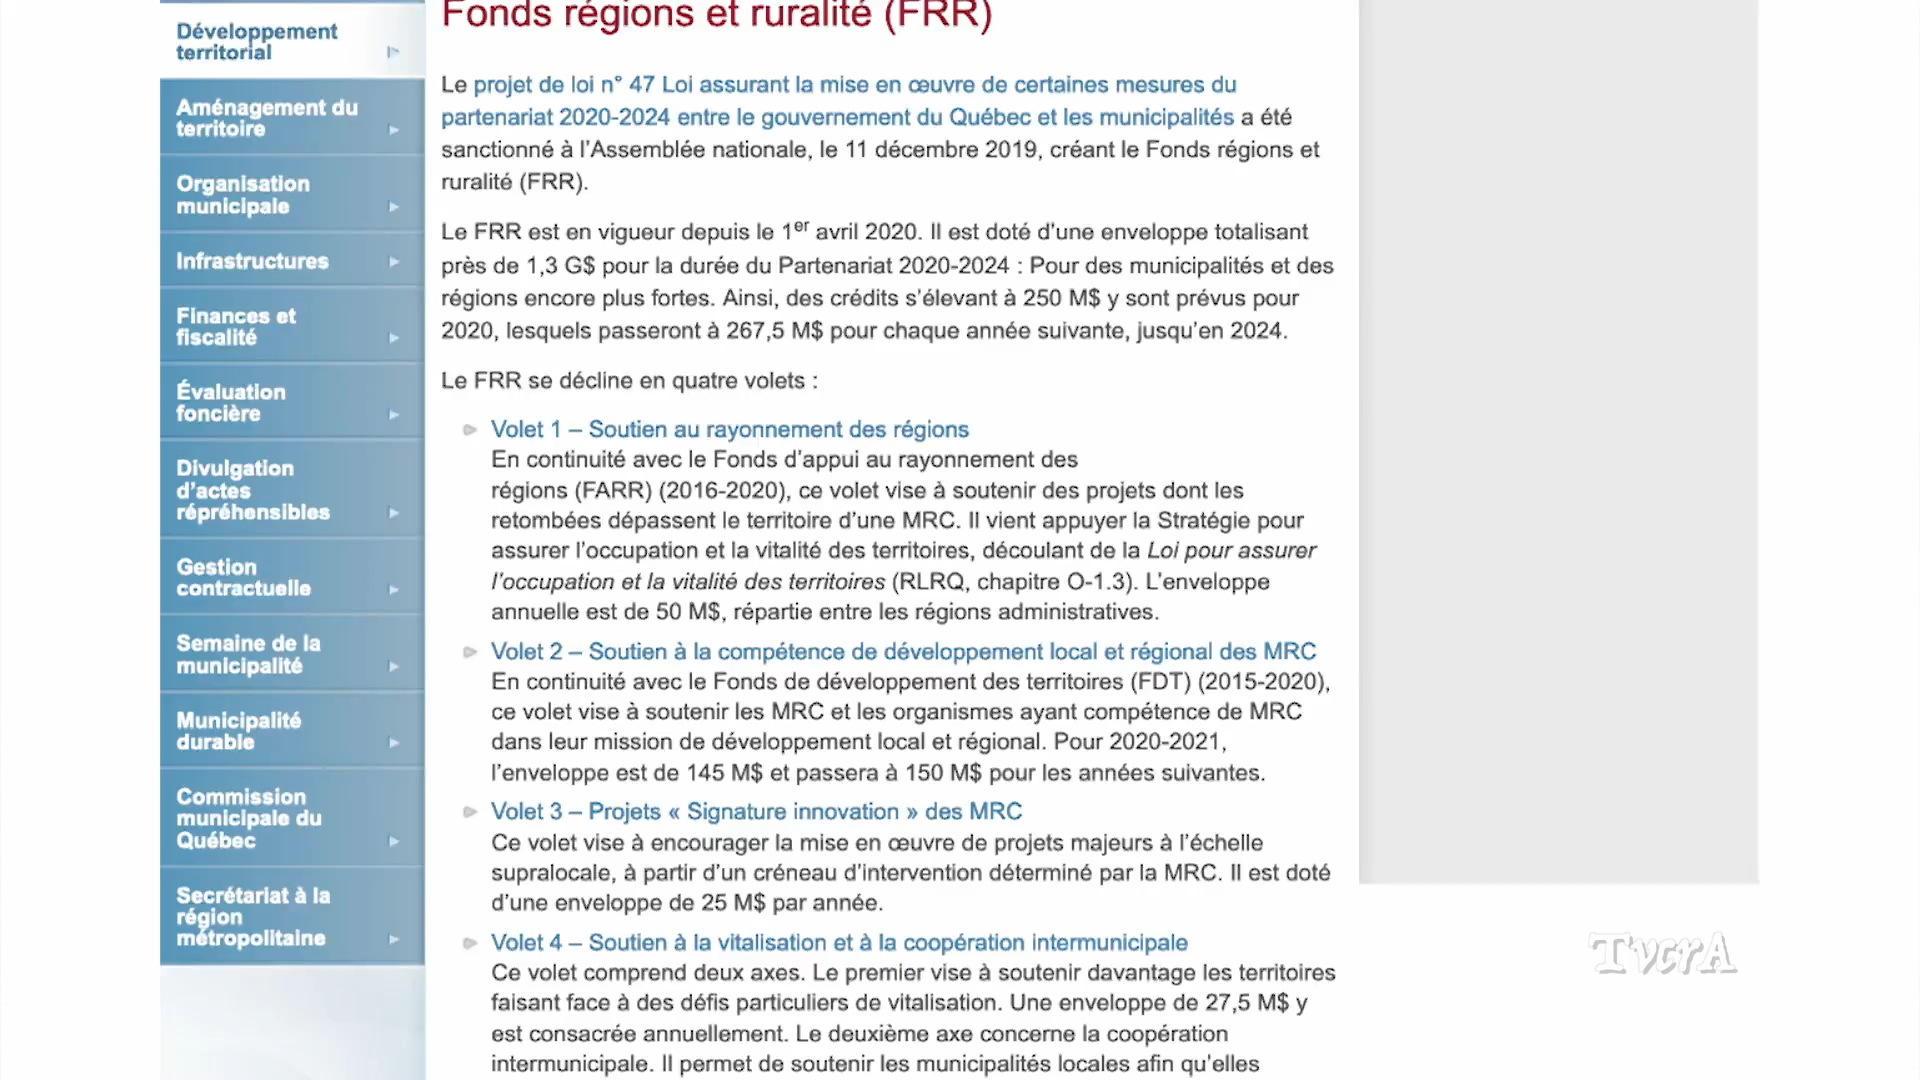 Développement
territorial
Aménagement du
territoire
Organisation
municipale
Infrastructures
Finances et
fiscalité
Évaluation
foncière
Divulgation
d'actes
répréhensibles
Gestion
contractuelle
Semaine de la
municipalité
Municipalité
durable
Commission
municipale du
Québec
Secrétariat à la
région
métropolitaine
Fonds régions et ruralité (FRR)
Le projet de loi n° 47 Loi assurant la mise en œuvre de certaines mesures du
partenariat 2020-2024 entre le gouvernement du Québec et les municipalités a été
sanctionné à l'Assemblée nationale, le 11 décembre 2019, créant le Fonds régions et
ruralité (FRR).
Le FRR est en vigueur depuis le 1er avril 2020. Il est doté d'une enveloppe totalisant
près de 1,3 G$ pour la durée du Partenariat 2020-2024 : Pour des municipalités et des
régions encore plus fortes. Ainsi, des crédits s'élevant à 250 M$ y sont prévus pour
2020, lesquels passeront à 267,5 M$ pour chaque année suivante, jusqu'en 2024.
Le FRR se décline en quatre volets :
Volet 1 – Soutien au rayonnement des régions
En continuité avec le Fonds d'appui au rayonnement des
régions (FARR) (2016-2020), ce volet vise à soutenir des projets dont les
retombées dépassent le territoire d'une MRC. Il vient appuyer la Stratégie pour
assurer l'occupation et la vitalité des territoires, découlant de la Loi pour assurer
l'occupation et la vitalité des territoires (RLRQ, chapitre O-1.3). L'enveloppe
annuelle est de 50 M$, répartie entre les régions administratives.
Volet 2 – Soutien à la compétence de développement local et régional des MRC
En continuité avec le Fonds de développement des territoires (FDT) (2015-2020),
ce volet vise à soutenir les MRC et les organismes ayant compétence de MRC
dans leur mission de développement local et régional. Pour 2020-2021,
l'enveloppe est de 145 M$ et passera à 150 M$ pour les années suivantes.
Volet 3 – Projets « Signature innovation » des MRC
Ce volet vise à encourager la mise en œuvre de projets majeurs à l'échelle
supralocale, à partir d'un créneau d'intervention déterminé par la MRC. Il est doté
d'une enveloppe de 25 M$ par année.
Volet 4 – Soutien à la vitalisation et à la coopération intermunicipale
Ce volet comprend deux axes. Le premier vise à soutenir davantage les territoires
faisant face à des défis particuliers de vitalisation. Une enveloppe de 27,5 M$ y
est consacrée annuellement. Le deuxième axe concerne la coopération
intermunicipale. Il permet de soutenir les municipalités locales afin qu'elles
TvcrA